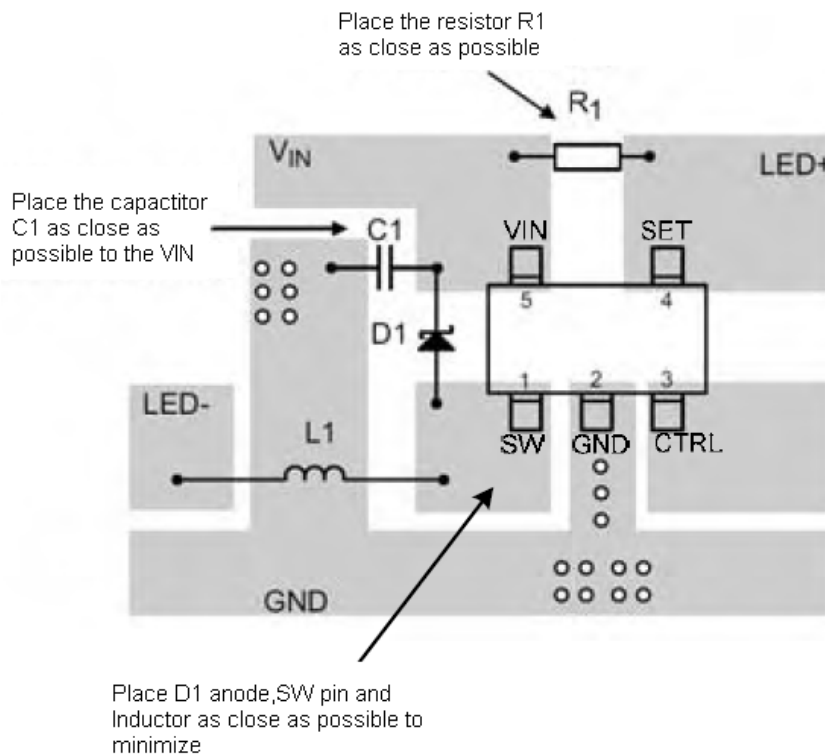 Place the resistor R1
as close as possible
R1
VIN
LED+
Place the capactitor
C1 as close as
possible to the VIN
C1
VIN
SET
5
4
D1
1
2
3
LED-
SW
GND
CTRL
L1
GND
Place D1 anode,SW pin and
Inductor as close as possible to
minimize